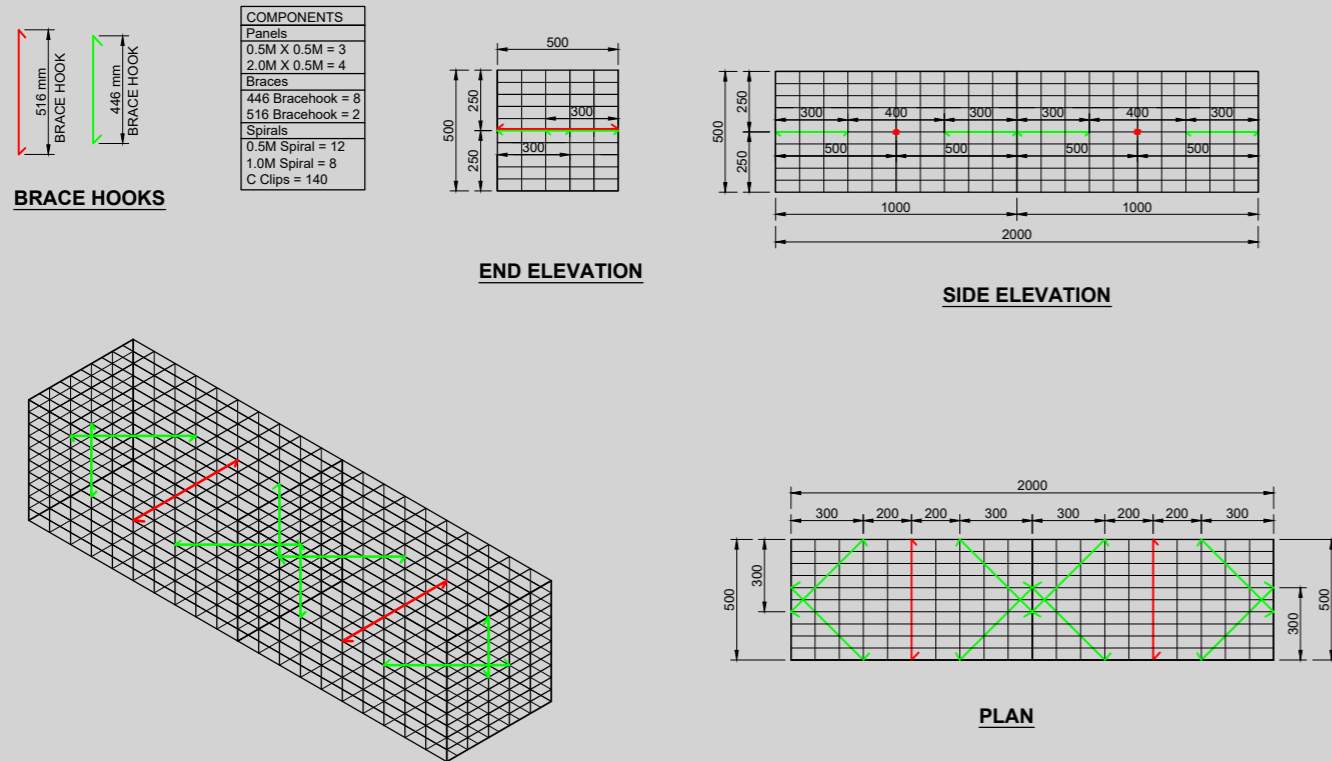 516 mm
BRACE HOOK
446 mm
BRACE HOOK
BRACE HOOKS
COMPONENTS
Panels
0.5M X 0.5M = 3
2.0M X 0.5M = 4
Braces
446 Bracehook = 8
516 Bracehook = 2
Spirals
0.5M Spiral = 12
1.0M Spiral = 8
C Clips = 140
500
500
250
250
300
300
END ELEVATION
500
250
250
300
400
300
300
400
300
500
500
500
500
1000
1000
2000
SIDE ELEVATION
2000
300
200
200
300
300
200
200
300
500
300
300
500
PLAN